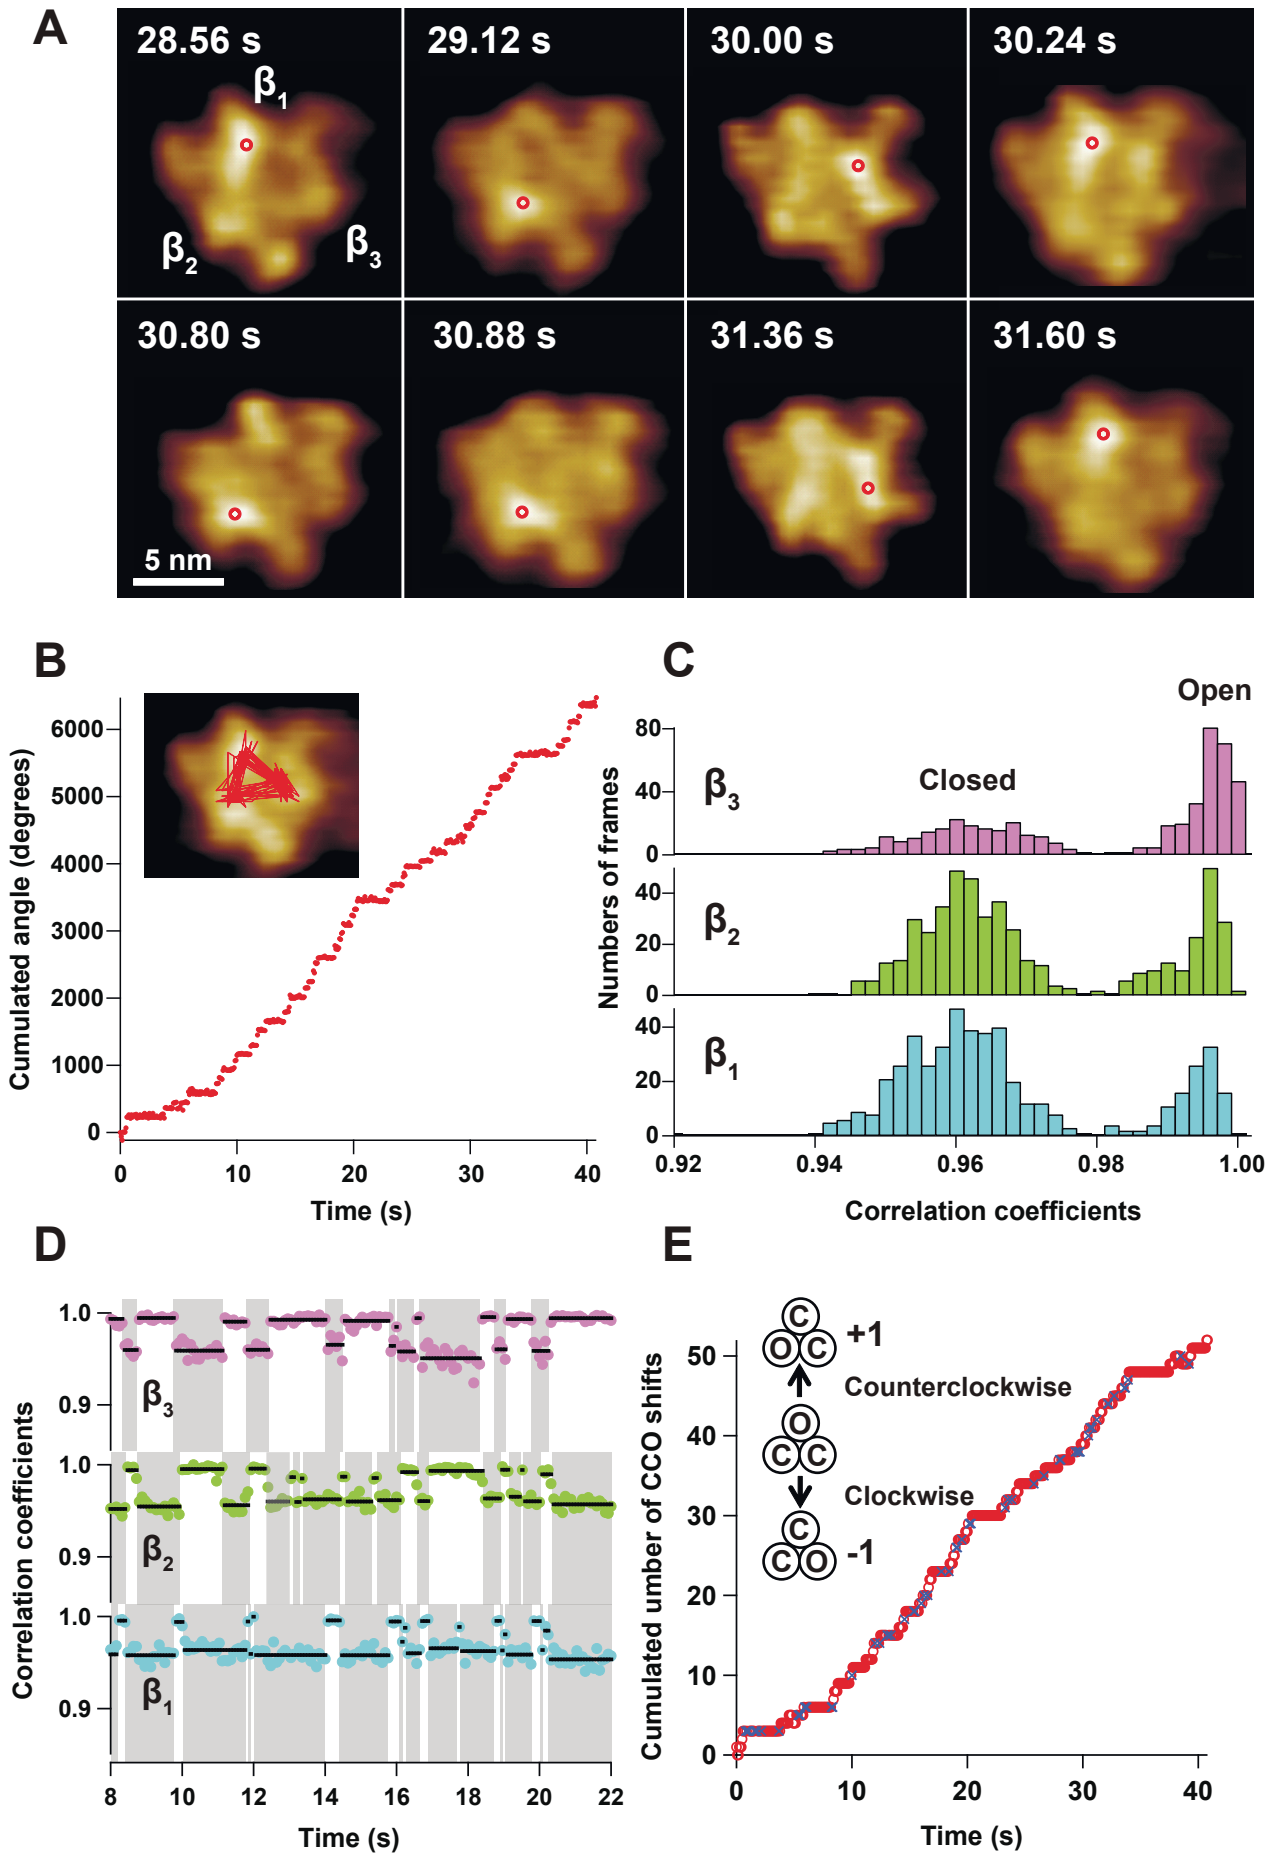 A
28.56 s
29.12 s
30.00 s
30.24 s
β1
β2
β3
30.80 s
30.88 s
31.36 s
31.60 s
5 nm
B
Cumulated angle (degrees)
6000
5000
4000
3000
2000
1000
0
0 10 20 30 40
Time (s)
C
Open
Closed
Numbers of frames
80
40
0
β3
40
20
0
β2
40
20
0
β1
0.92 0.94 0.96 0.98 1.00
Correlation coefficients
D
Correlation coefficients
1.0
0.9
β3
1.0
0.9
β2
1.0
0.9
β1
8 10 12 14 16 18 20 22
Time (s)
E
Cumulated umber of CCO shifts
50
40
30
20
10
0
C
O C
+1
Counterclockwise
O
C C
Clockwise
C
C O
-1
0 10 20 30 40
Time (s)